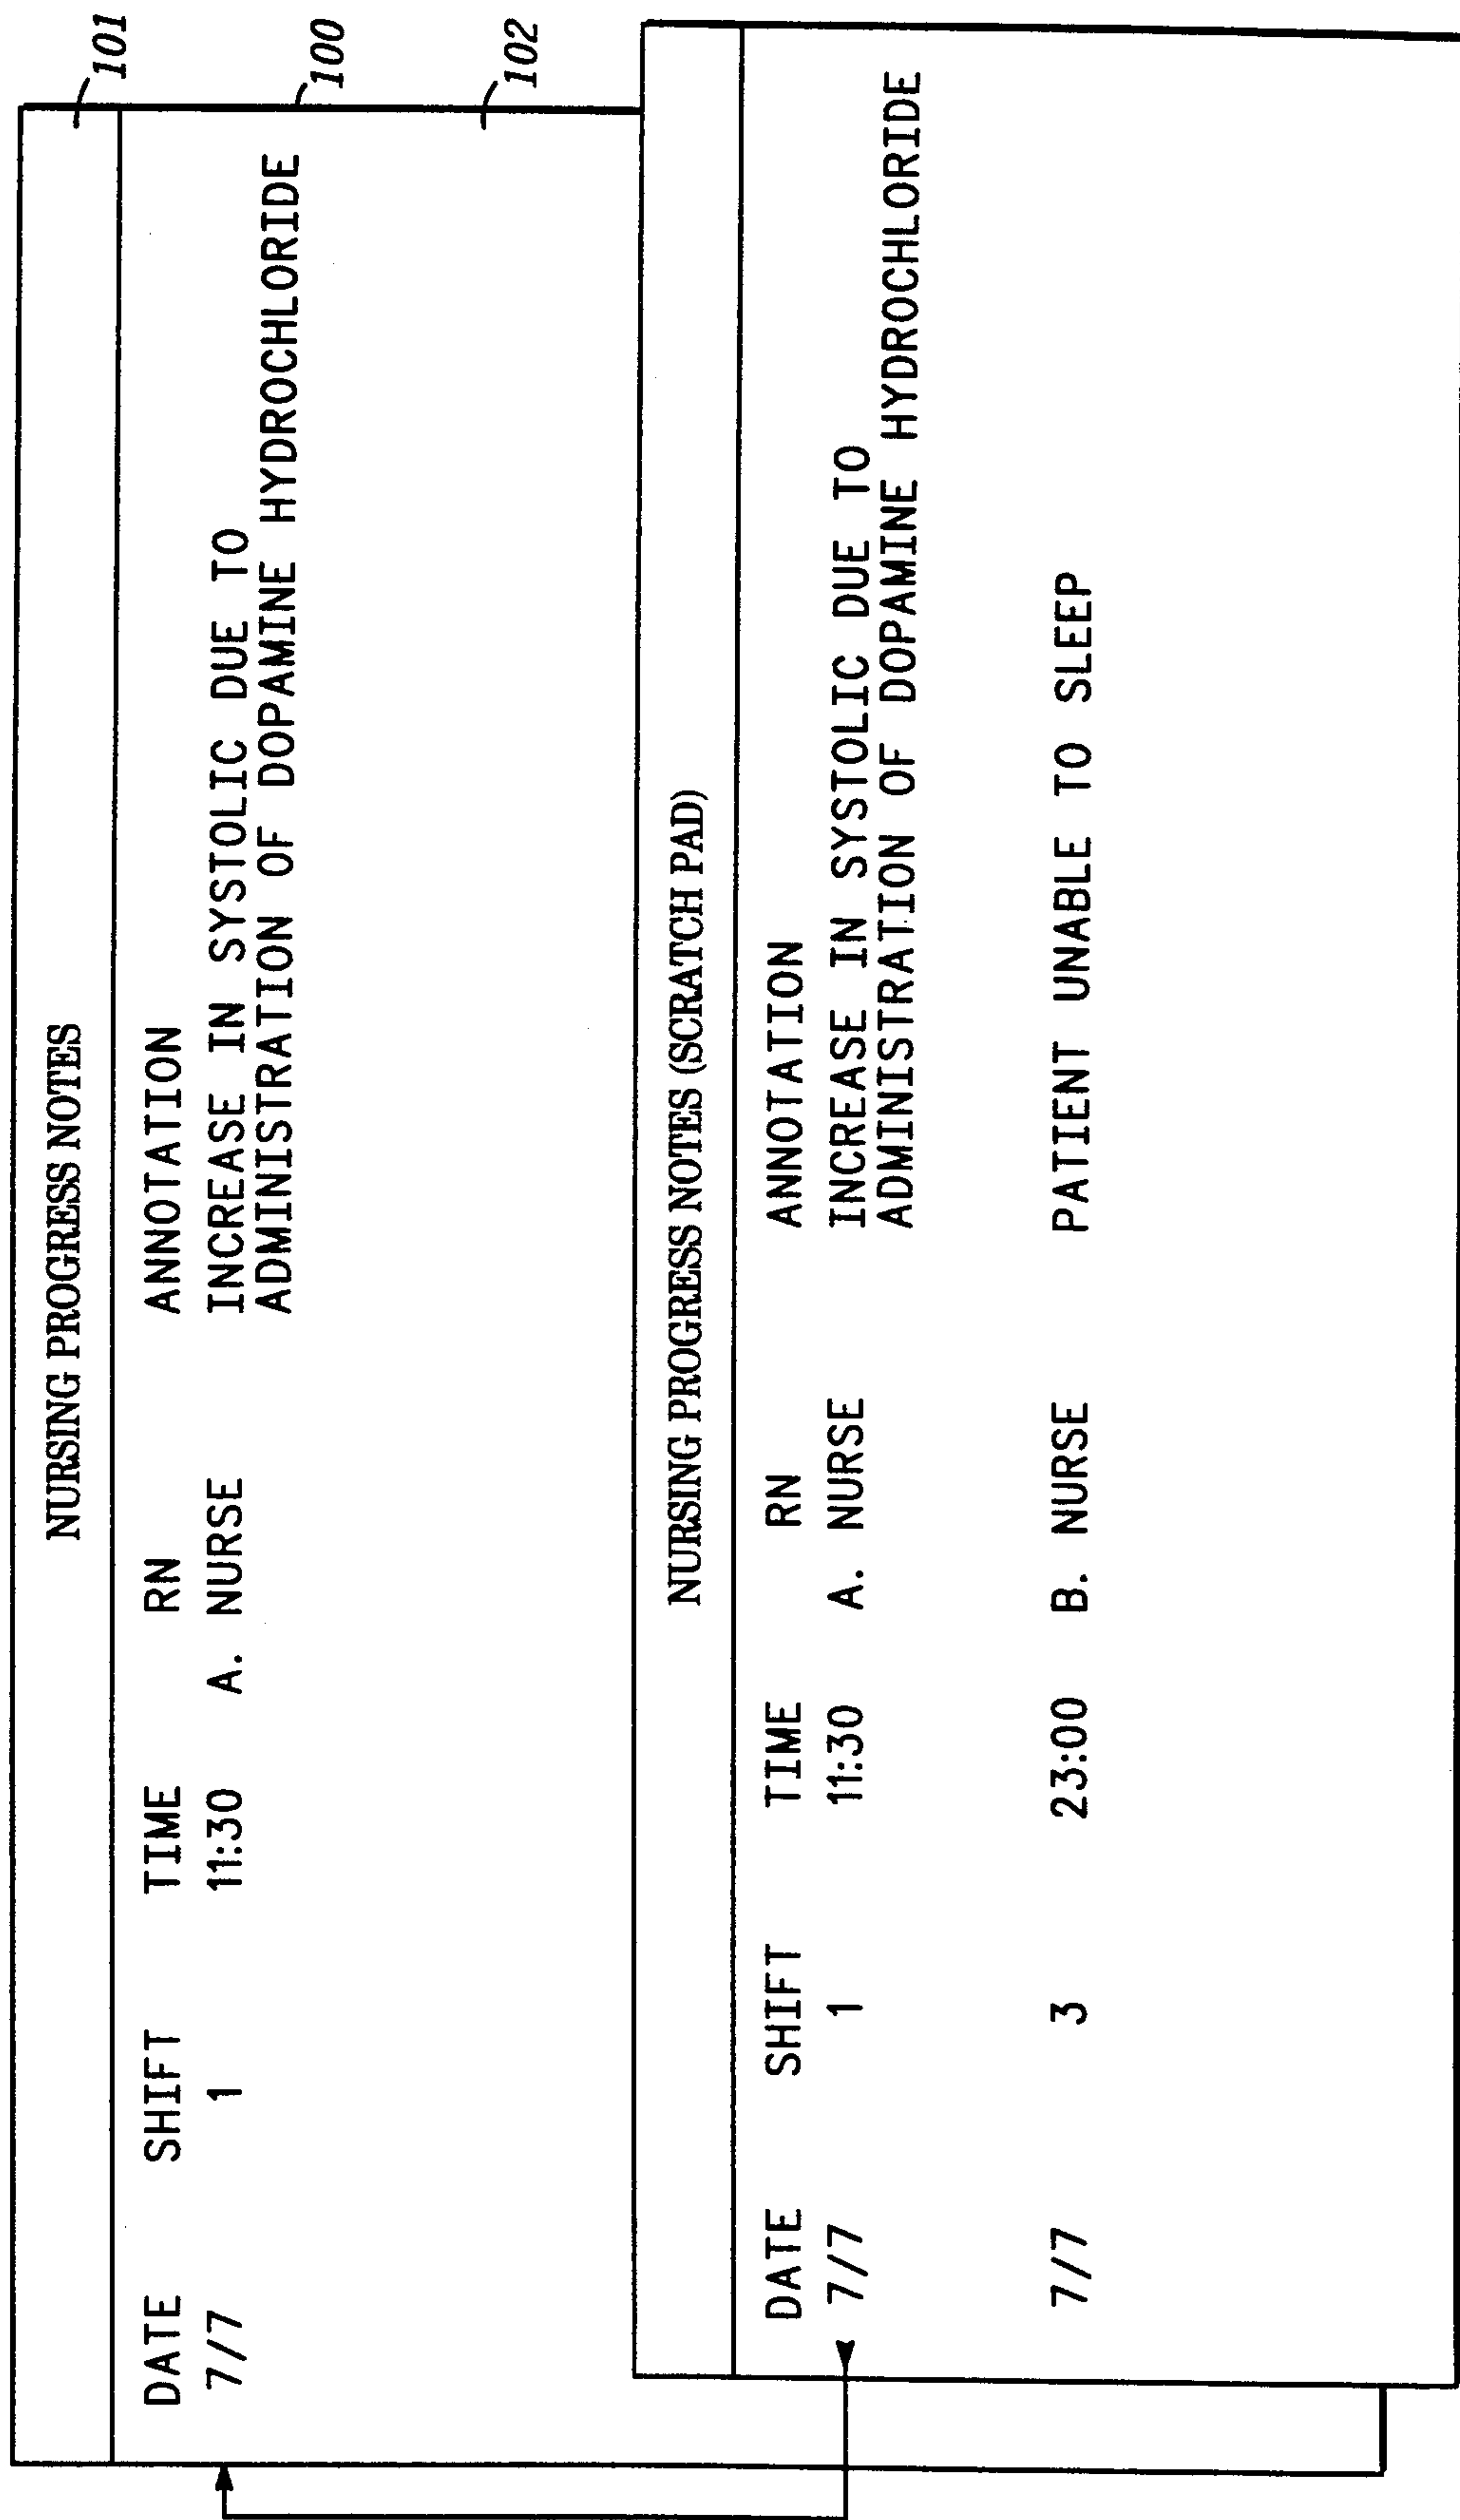 NURSING PROGRESS NOTES
101
DATE SHIFT TIME RN ANNOTATION
7/7 1 11:30 A. NURSE INCREASE IN SYSTOLIC DUE TO
ADMINISTRATION OF DOPAMINE HYDROCHLORIDE
100
102
NURSING PROGRESS NOTES (SCRATCH PAD)
DATE SHIFT TIME RN ANNOTATION
7/7 1 11:30 A. NURSE INCREASE IN SYSTOLIC DUE TO
ADMINISTRATION OF DOPAMINE HYDROCHLORIDE
7/7 3 23:00 B. NURSE PATIENT UNABLE TO SLEEP